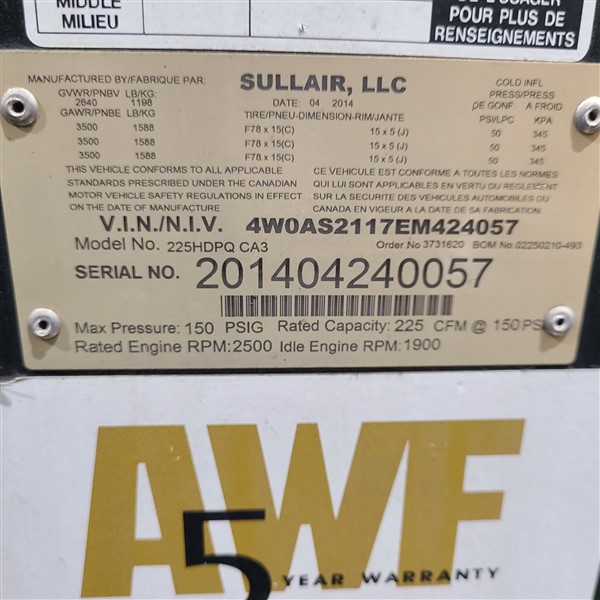 MIDDLE
MILIEU
POUR PLUS DE
RENSEIGNEMENTS
MANUFACTURED BY/FABRIQUE PAR: SULLAIR, LLC
GVWR/PNBV LB/KG: DATE: 04 2014 COLD INFL
2640 1198 PRESS/PRESS
GAWR/PNBE LB/KG TIRE/PNEU-DIMENSION-RIM/JANTE DE GONF. A FROID
PSI/LPC KPA
3500 1588 F78 x 15(C) 15 x 5 (J) 50 345
3500 1588 F78 x 15(C) 15 x 5 (J) 50 345
3500 1588 F78 x 15(C) 15 x 5 (J) 50 345
THIS VEHICLE CONFORMS TO ALL APPLICABLE CE VEHICULE EST CONFORME A TOUTES LES NORMES
STANDARDS PRESCRIBED UNDER THE CANADIAN QUI LUI SONT APPLICABLES EN VERTU DU REGLEMENT
MOTOR VEHICLE SAFETY REGULATIONS IN EFFECT SUR LA SECURITE DES VEHICULES AUTOMOBILES DU
ON THE DATE OF MANUFACTURE CANADA EN VIGEUR A LA DATE DE SA FABRICATION
V.I.N./N.I.V. 4W0AS2117EM424057
Model No. 225HDPQ CA3 Order No 3731620 BOM No. 02250210-493
SERIAL NO. 201404240057
Max Pressure: 150 PSIG Rated Capacity: 225 CFM @ 150 PSI
Rated Engine RPM: 2500 Idle Engine RPM: 1900
AWF
5 YEAR WARRANTY